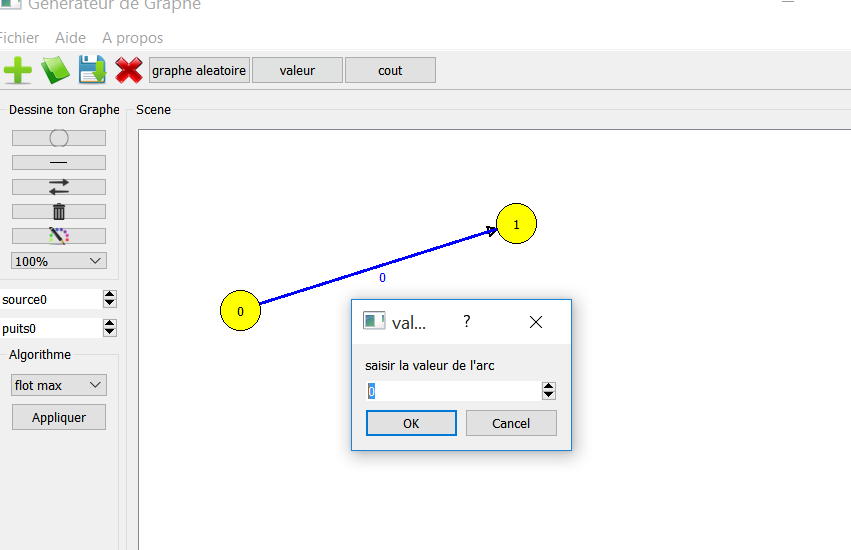 Générateur de Graphe
Fichier Aide A propos
graphe aleatoire valeur cout
Dessine ton Graphe
Scene
100%
source0
puits0
Algorithme
flot max
Appliquer
1
0
0
val...
?
saisir la valeur de l'arc
0
OK Cancel